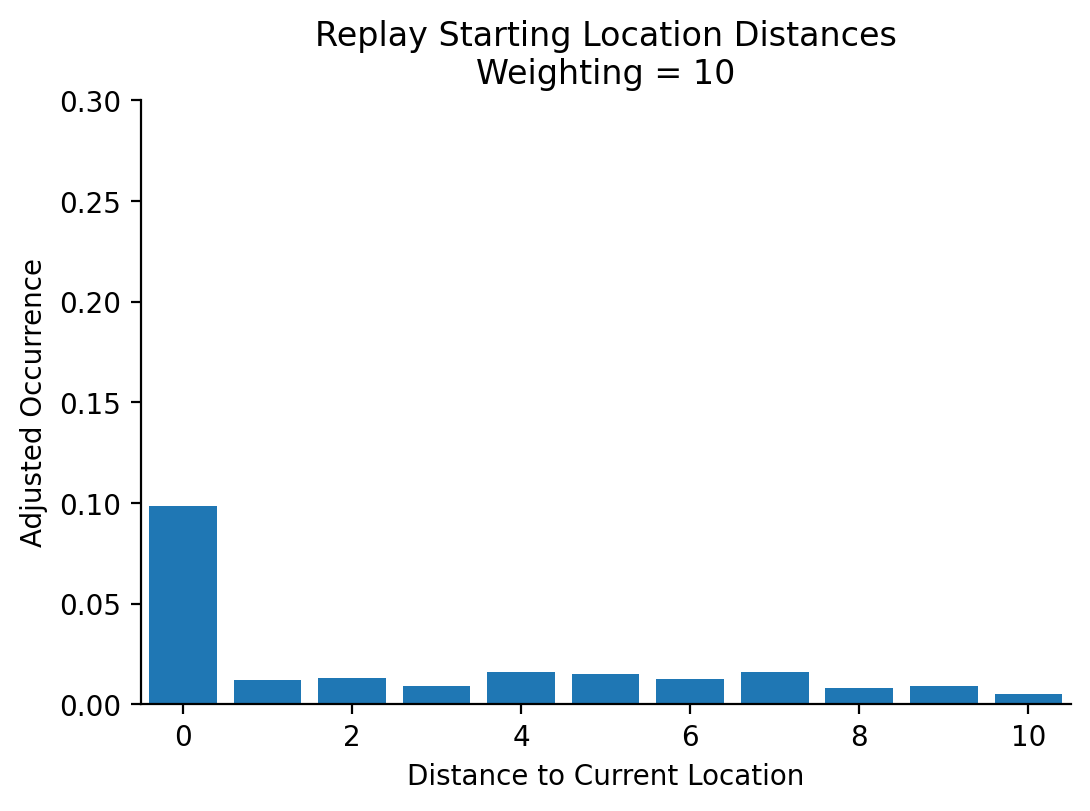 Replay Starting Location Distances
Weighting = 10
0.30
0.25
0.20
0.15
0.10
0.05
0.00
Adjusted Occurrence
0 2 4 6 8 10
Distance to Current Location